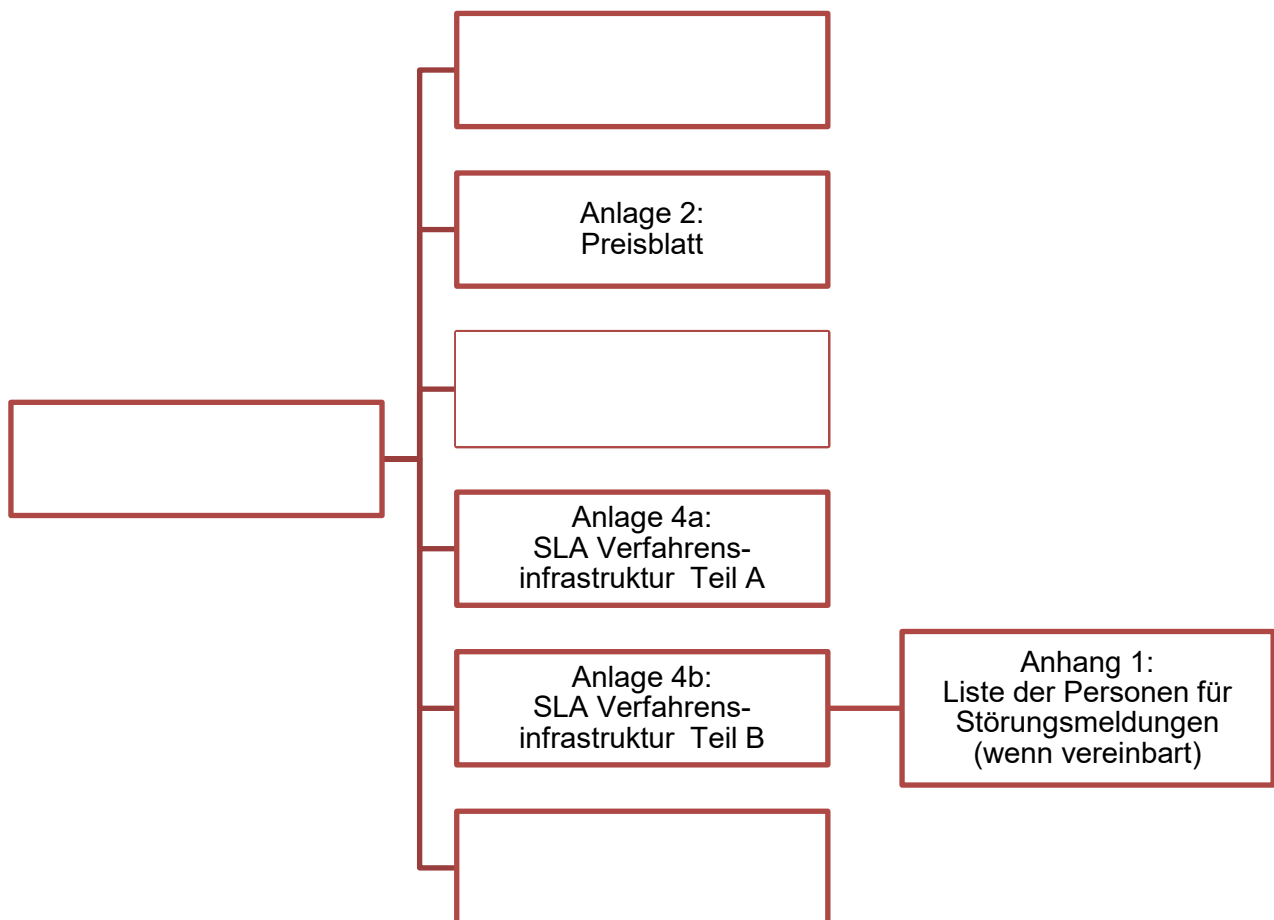 Anlage 2:
Preisblatt
Anlage 4a:
SLA Verfahrens-
infrastruktur  Teil A
Anlage 4b:
SLA Verfahrens-
infrastruktur  Teil B
Anhang 1:
Liste der Personen für
Störungsmeldungen
(wenn vereinbart)